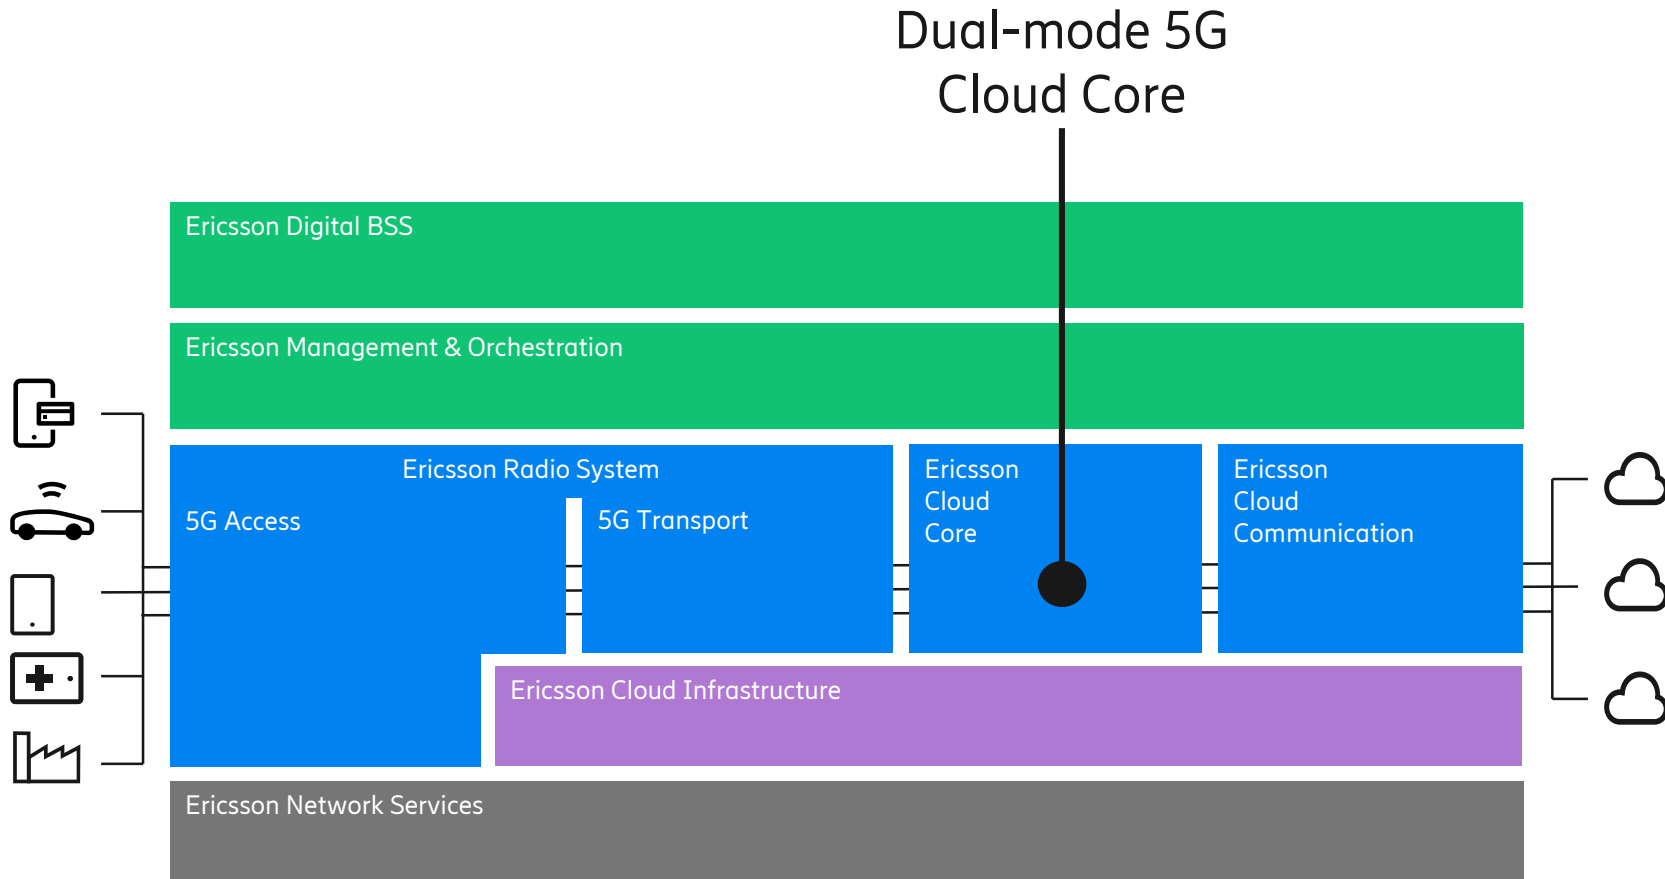 Dual-mode 5G
Cloud Core
Ericsson Digital BSS
Ericsson Management & Orchestration
Ericsson Radio System
5G Access
5G Transport
Ericsson
Cloud
Core
Ericsson
Cloud
Communication
Ericsson Cloud Infrastructure
Ericsson Network Services